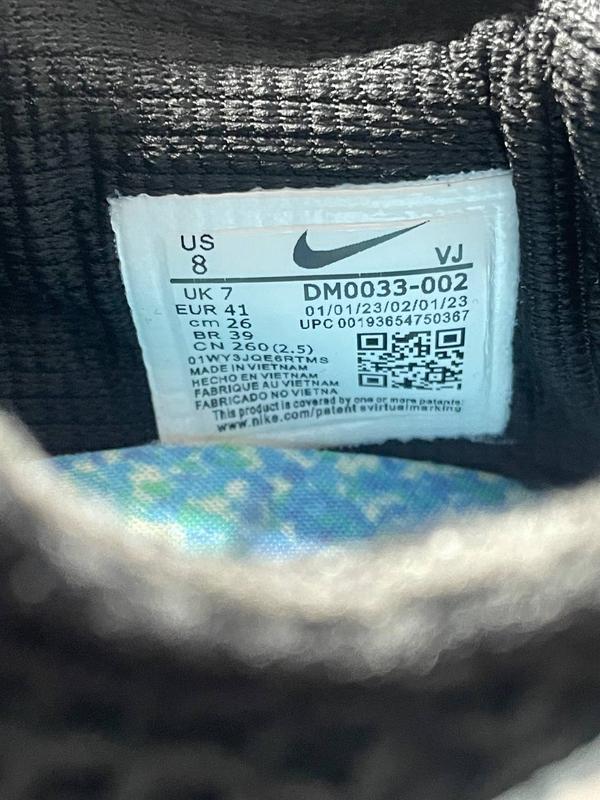 US
8
VJ
UK 7
DM0033-002
EUR 41
01/01/23/02/01/23
cm 26
UPC 00193654750367
BR 39
CN 260 (2.5)
01WY3JQE6RTMS
MADE IN VIETNAM
HECHO EN VIETNAM
FABRIQUE AU VIETNAM
FABRICADO NO VIETNA
This product is covered by one or more patents:
www.nike.com/patent svirtualmarking